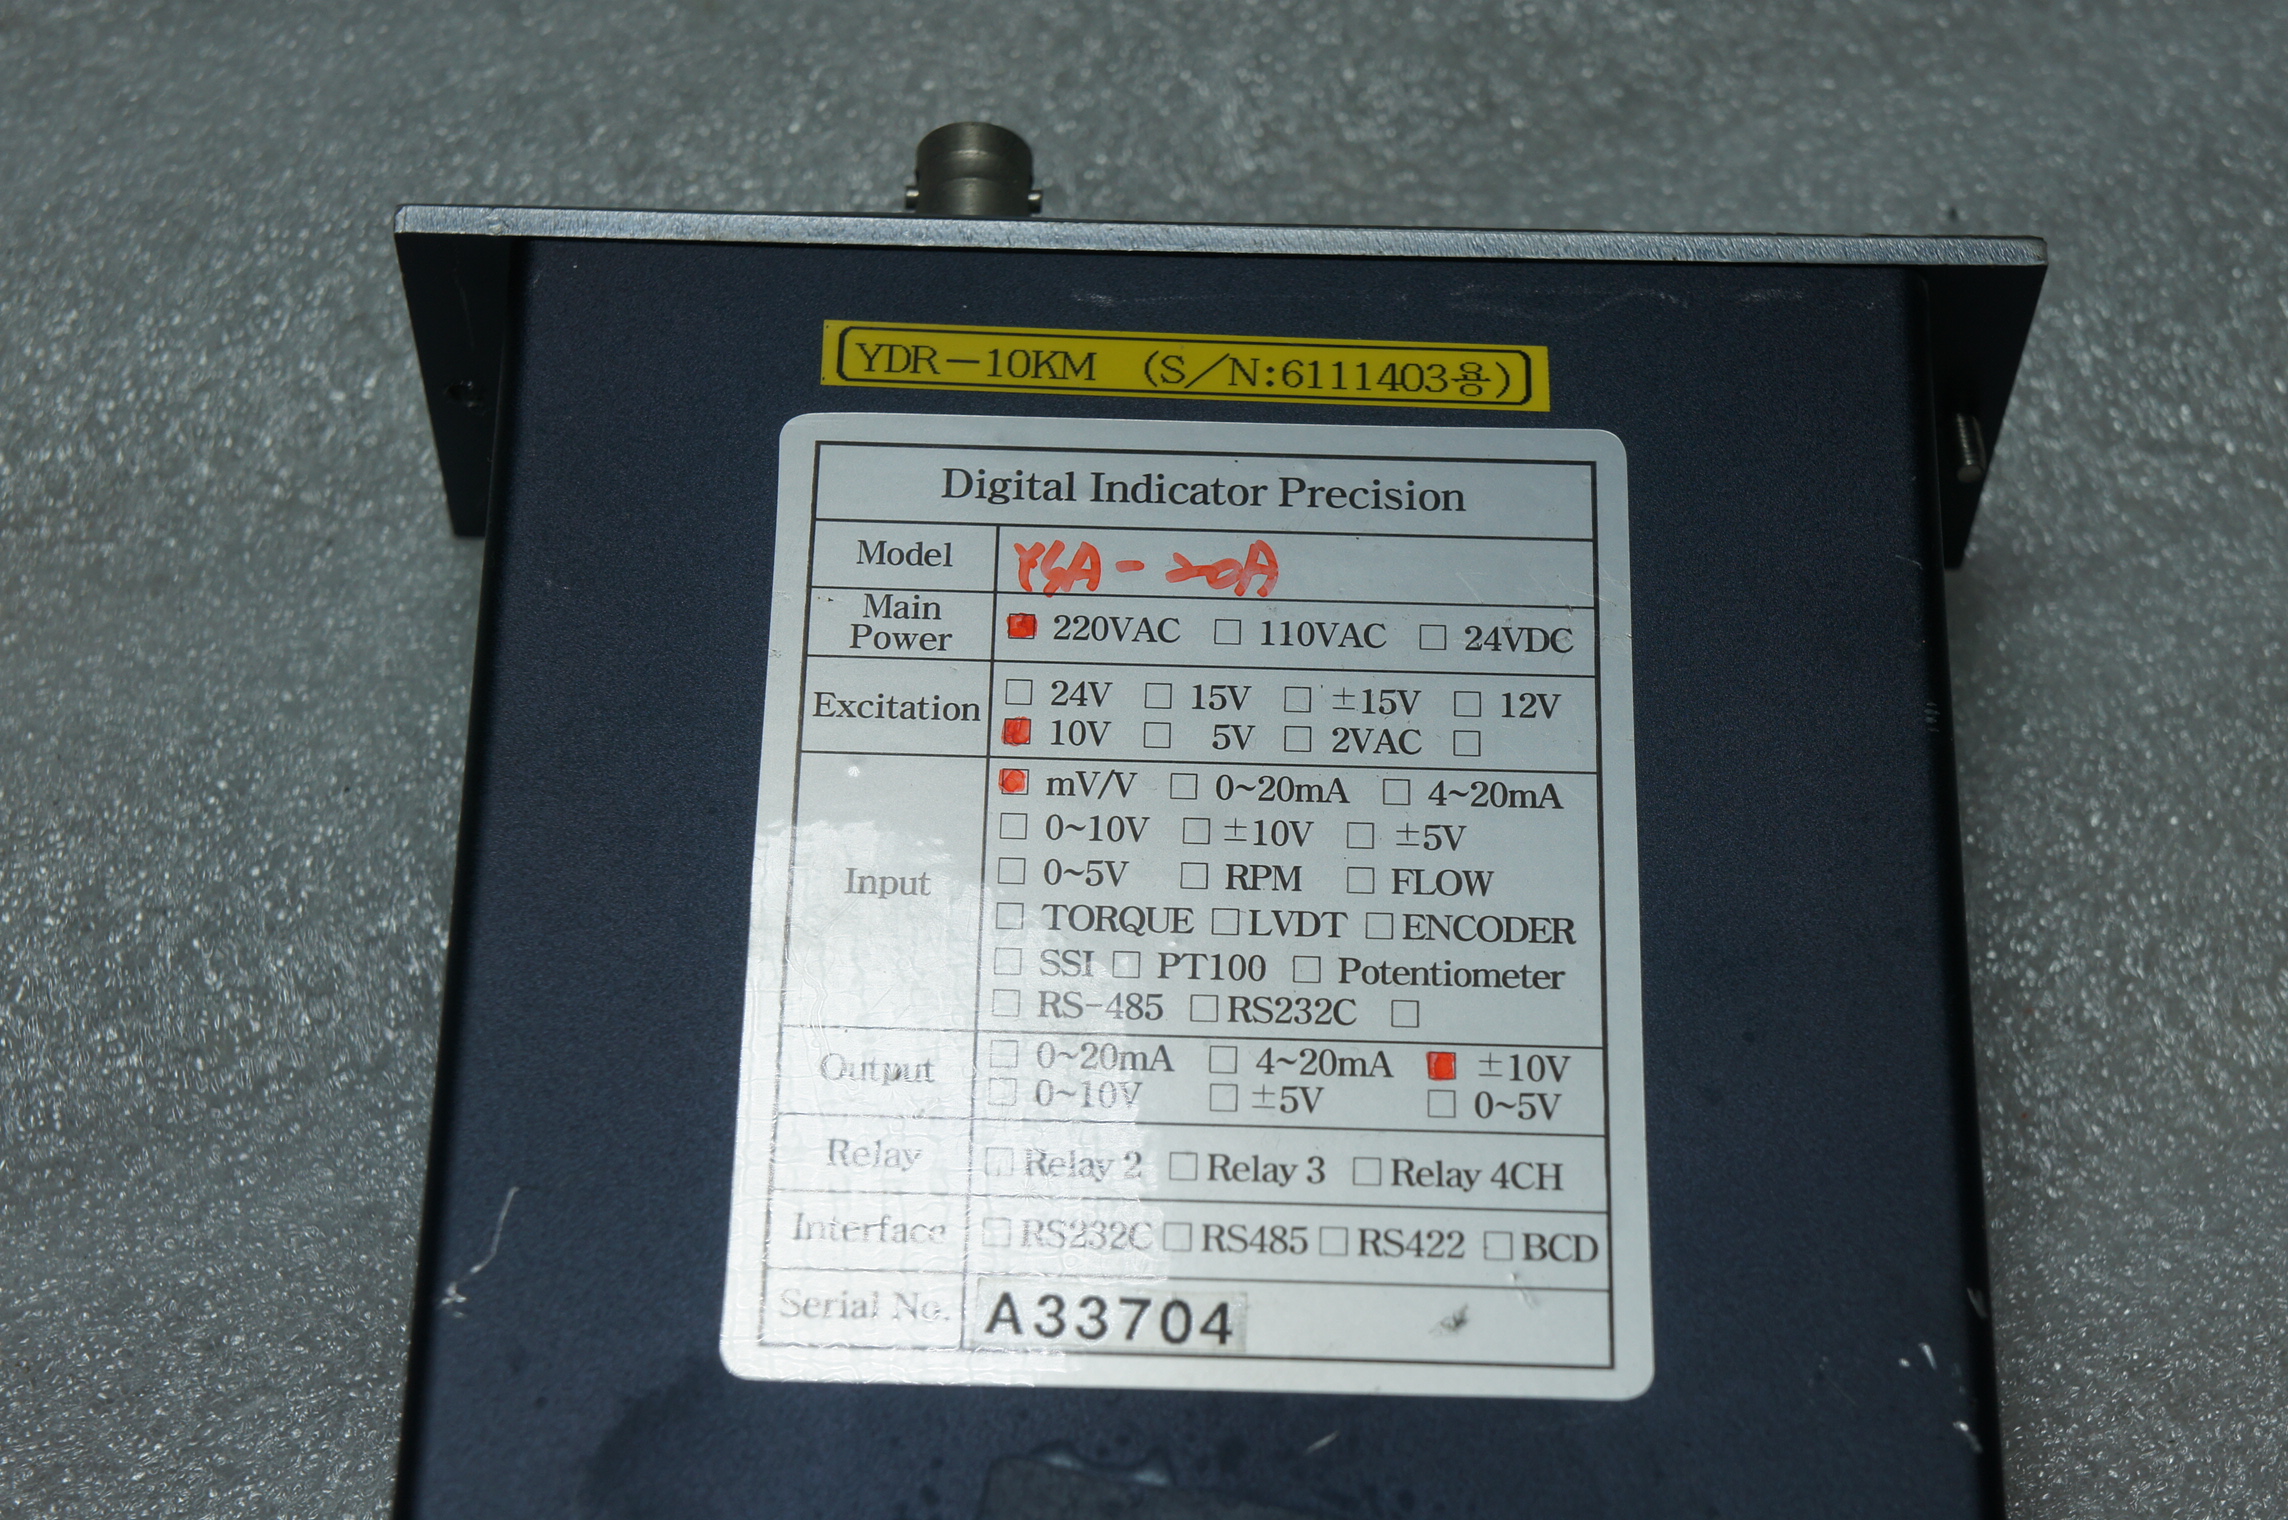 YDR-10KM (S/N:6111403용)
Digital Indicator Precision
Model YSA-20A
Main Power ■ 220VAC □ 110VAC □ 24VDC
Excitation □ 24V □ 15V □ ±15V □ 12V
■ 10V □ 5V □ 2VAC □
Input ■ mV/V □ 0~20mA □ 4~20mA
□ 0~10V □ ±10V □ ±5V
□ 0~5V □ RPM □ FLOW
□ TORQUE □ LVDT □ ENCODER
□ SSI □ PT100 □ Potentiometer
□ RS-485 □ RS232C □
Output □ 0~20mA □ 4~20mA ■ ±10V
□ 0~10V □ ±5V □ 0~5V
Relay □ Relay 2 □ Relay 3 □ Relay 4CH
Interface □ RS232C □ RS485 □ RS422 □ BCD
Serial No. A33704